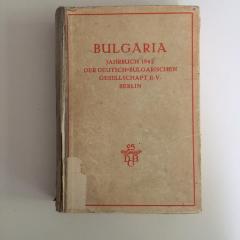 BULGARIA
JAHRBUCH 1942
DER DEUTSCH-BULGARISCHEN
GESELLSCHAFT E·V·
BERLIN